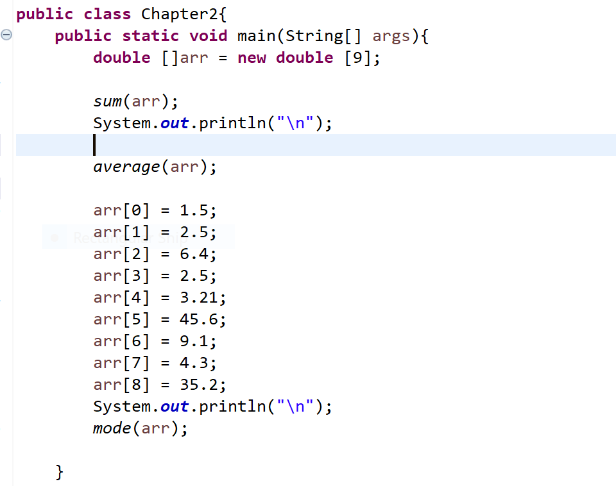 public class Chapter2{
public static void main(String[] args){
double []arr = new double [9];
sum(arr);
System.out.println("\n");
average(arr);
arr[0] = 1.5;
arr[1] = 2.5;
arr[2] = 6.4;
arr[3] = 2.5;
arr[4] = 3.21;
arr[5] = 45.6;
arr[6] = 9.1;
arr[7] = 4.3;
arr[8] = 35.2;
System.out.println("\n");
mode(arr);
}